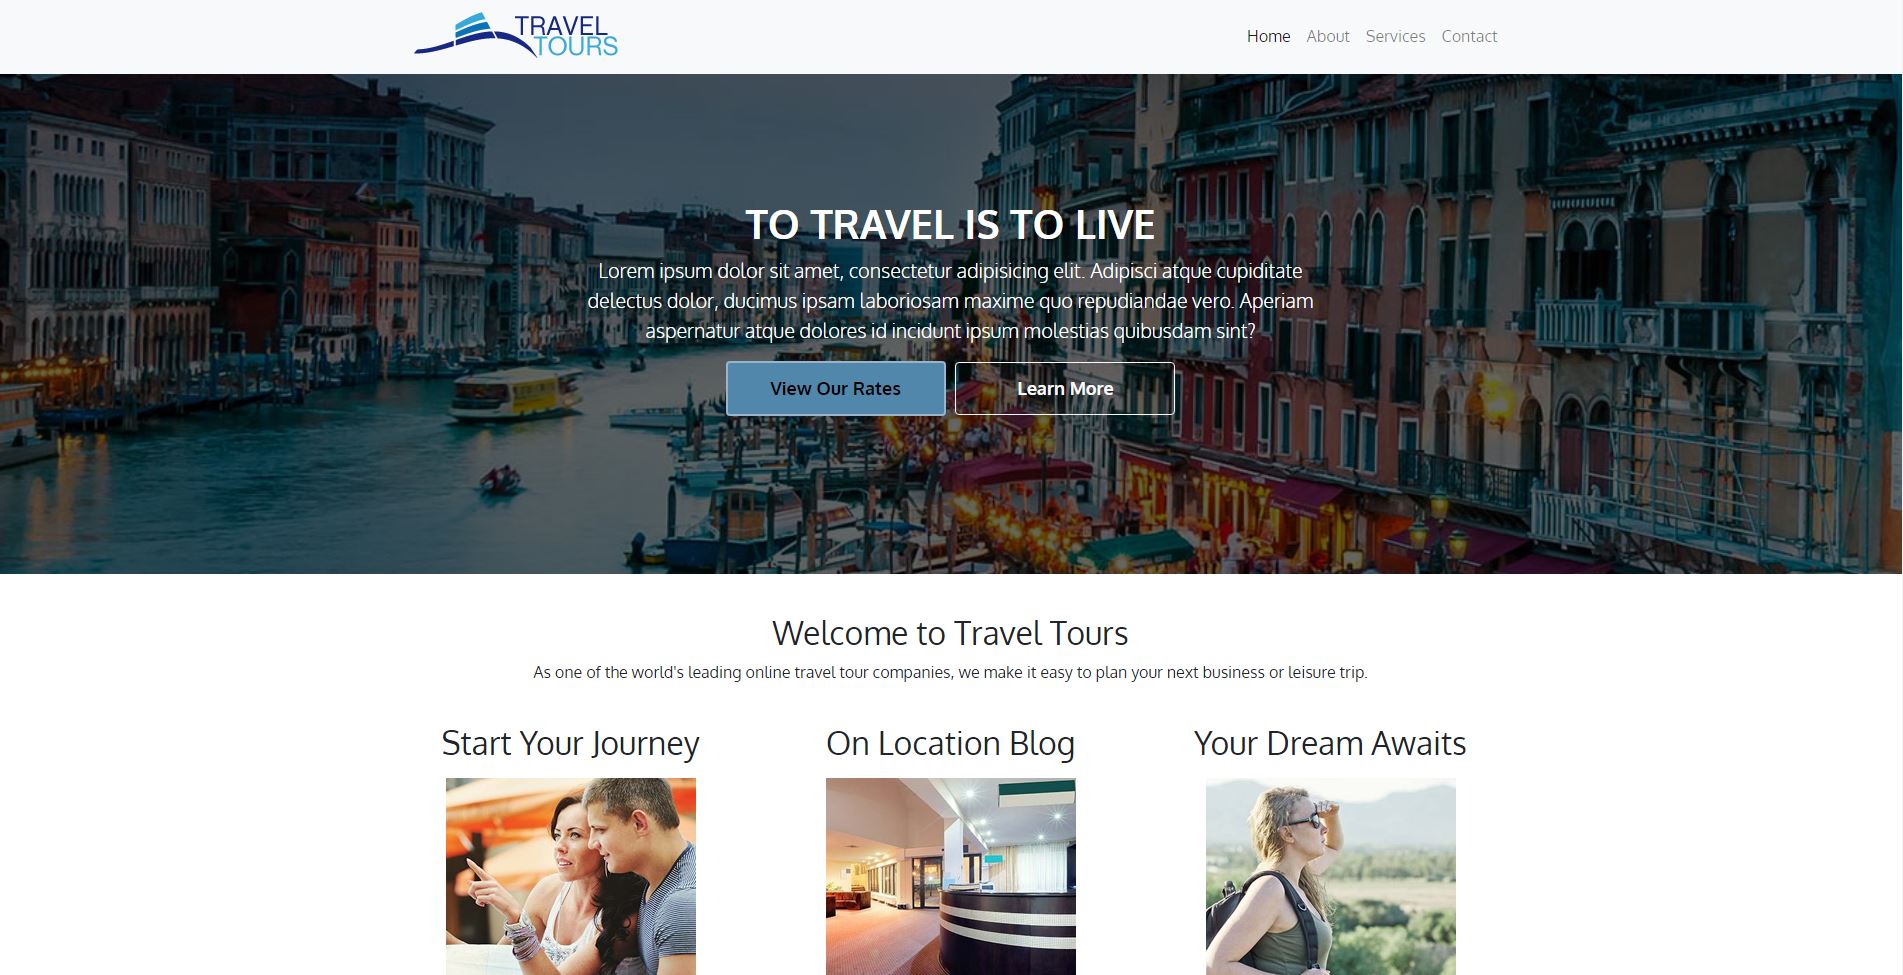 TRAVEL
TOURS
Home About Services Contact
TO TRAVEL IS TO LIVE
Lorem ipsum dolor sit amet, consectetur adipisicing elit. Adipisci atque cupiditate
delectus dolor, ducimus ipsam laboriosam maxime quo repudiandae vero. Aperiam
aspernatur atque dolores id incidunt ipsum molestias quibusdam sint?
View Our Rates Learn More
Welcome to Travel Tours
As one of the world's leading online travel tour companies, we make it easy to plan your next business or leisure trip.
Start Your Journey On Location Blog Your Dream Awaits